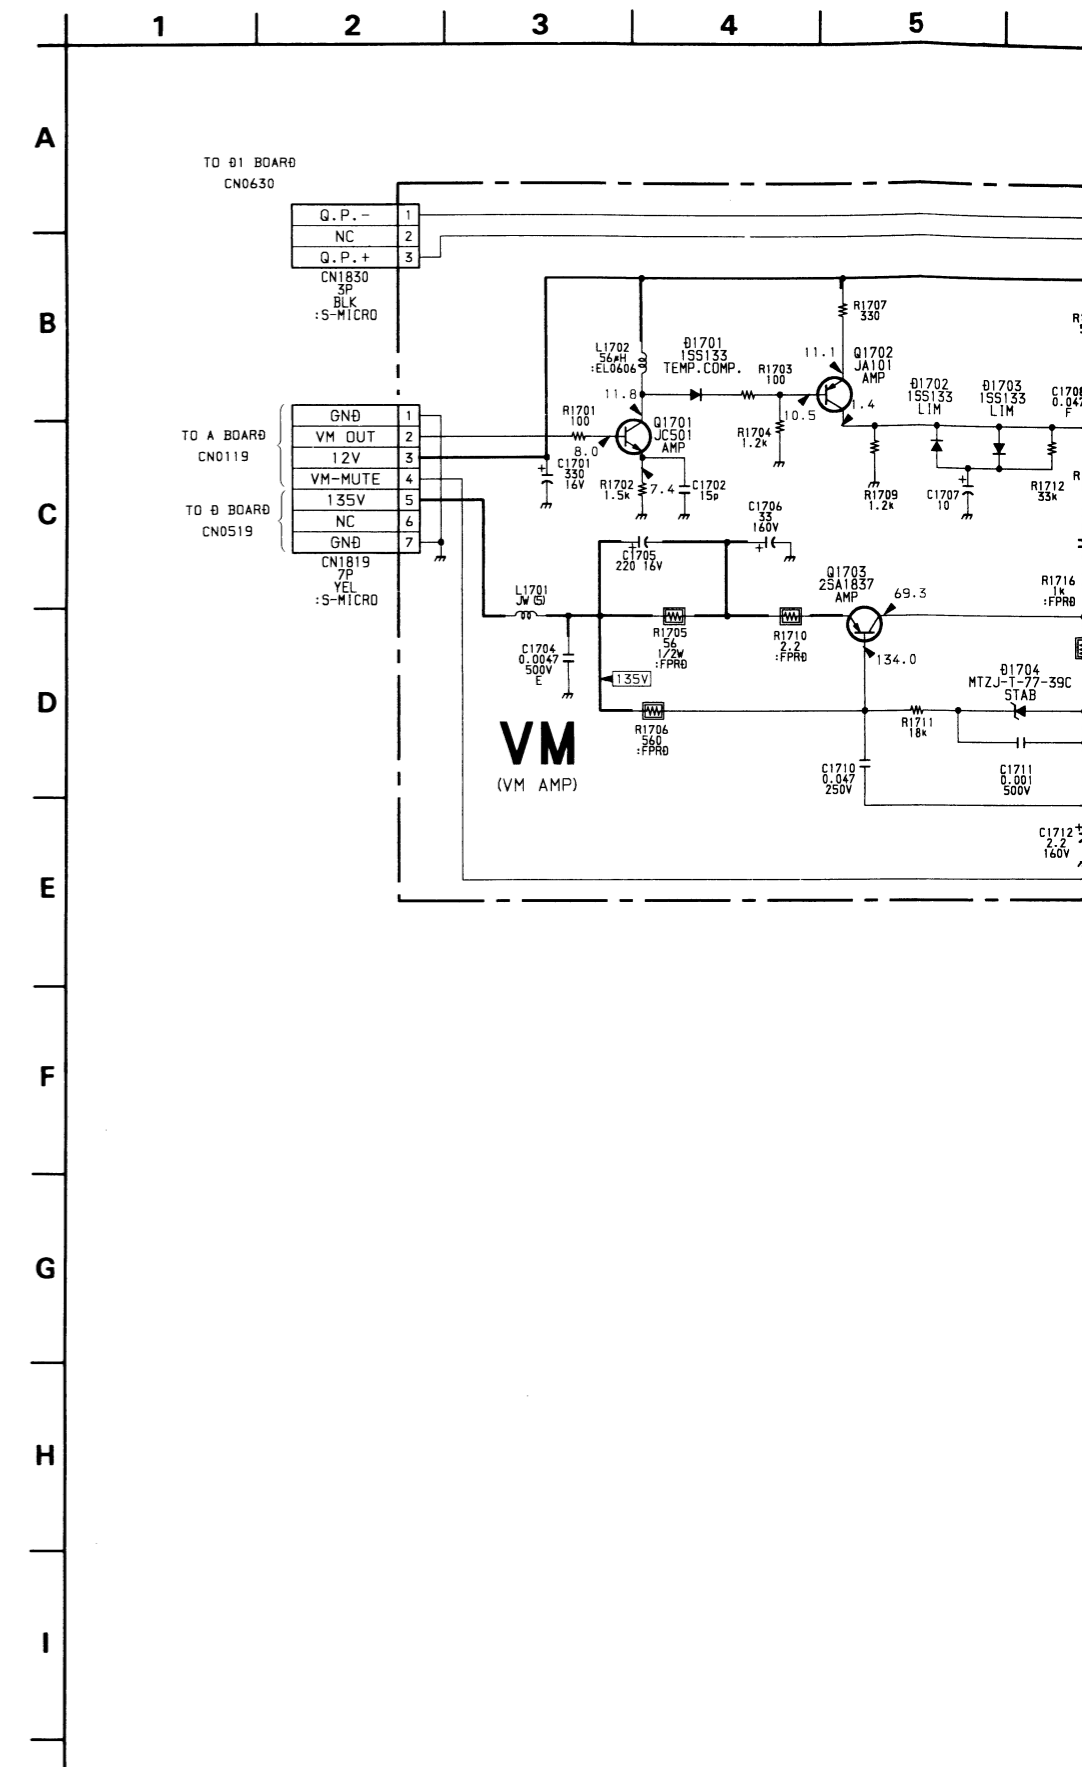 1 2 3 4 5
A
TO D1 BOARD
CN0630
Q.P.- 1
NC 2
Q.P.+ 3
CN1830
3P
BLK
:S-MICRO
B
R1707
330
L1702
56μH
:EL0606
D1701
1SS133
TEMP.COMP.
R1703
100
11.1
Q1702
JA101
AMP
D1702
1SS133
LIM
D1703
1SS133
LIM
C1708
0.047
F
11.8
10.5
1.4
R1701
100
Q1701
JC501
AMP
R1704
1.2k
TO A BOARD
CN0119
GND 1
VM OUT 2
12V 3
VM-MUTE 4
135V 5
NC 6
GND 7
TO D BOARD
CN0519
CN1819
7P
YEL
:S-MICRO
C
8.0
C1701
330
16V
R1702
1.5k
7.4
C1702
15p
R1709
1.2k
C1707
10
R1712
33k
C1706
33
160V
C1705
220 16V
Q1703
2SA1837
AMP
69.3
R1716
1k
:FPRD
L1701
JW(5)
C1704
0.0047
500V
E
R1705
56
1/2W
:FPRD
R1710
2.2
:FPRD
134.0
135V
D
D1704
MTZJ-T-77-39C
STAB
R1706
560
:FPRD
R1711
18k
VM
(VM AMP)
C1710
0.047
250V
C1711
0.001
500V
C1712
2.2
160V
E
F
G
H
I